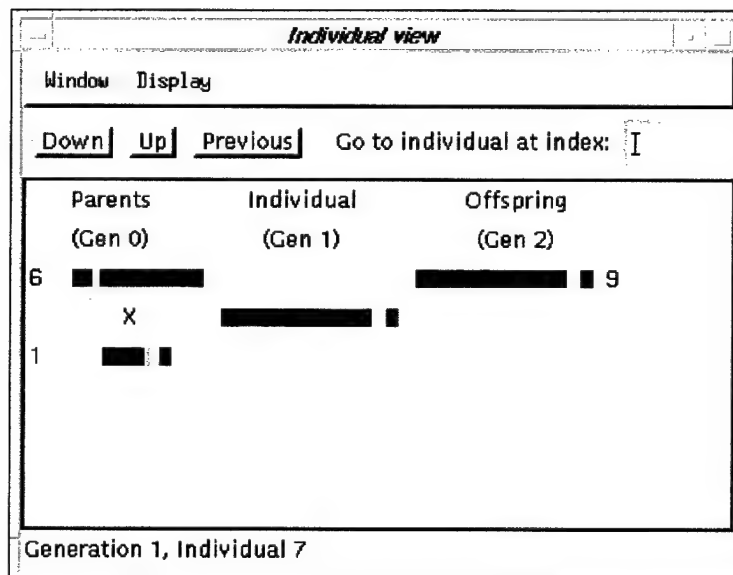 Individual view
Window Display
Down Up Previous Go to individual at index:
Parents Individual Offspring
(Gen 0) (Gen 1) (Gen 2)
6 9
X
1
Generation 1, Individual 7